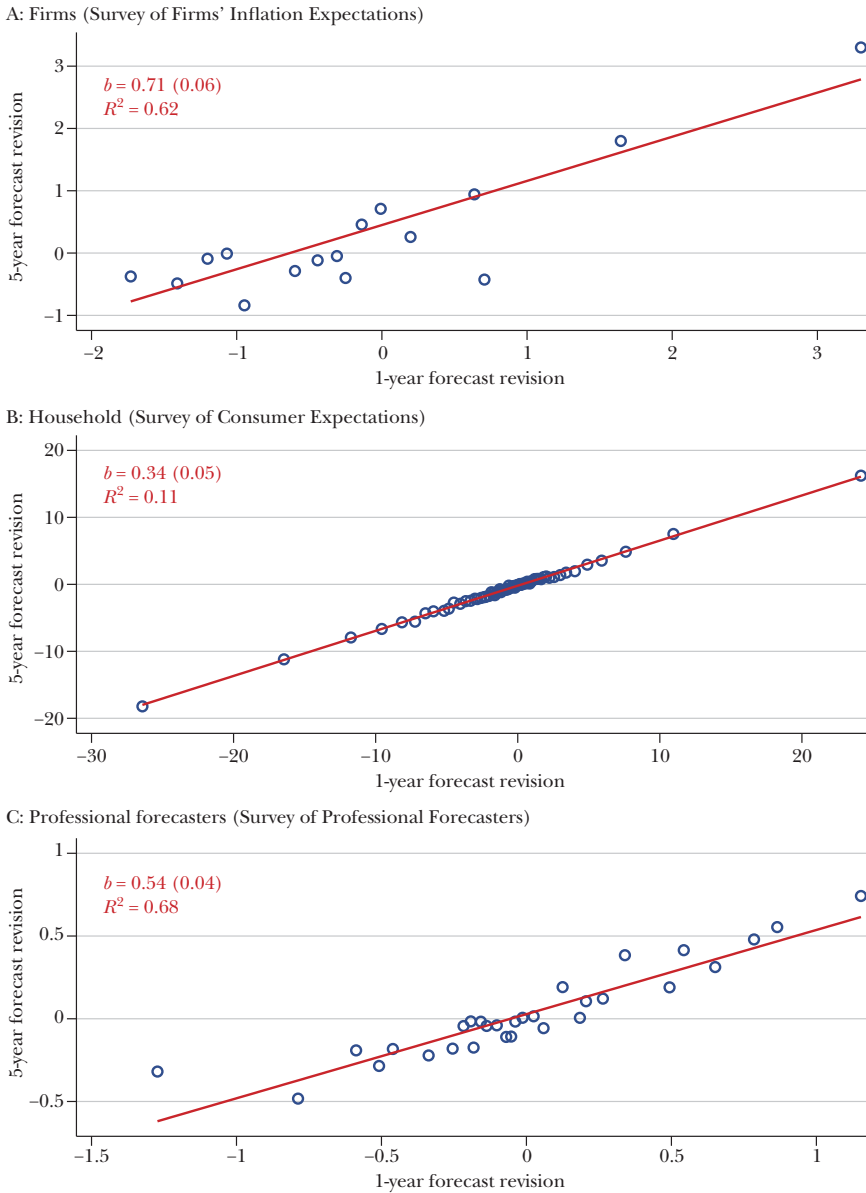 A: Firms (Survey of Firms’ Inflation Expectations)
3
b = 0.71 (0.06)
R² = 0.62
2
1
0
−1
5-year forecast revision
−2
−1
0
1
2
3
1-year forecast revision
B: Household (Survey of Consumer Expectations)
20
b = 0.34 (0.05)
R² = 0.11
10
0
−10
−20
5-year forecast revision
−30
−20
−10
0
10
20
1-year forecast revision
C: Professional forecasters (Survey of Professional Forecasters)
1
b = 0.54 (0.04)
R² = 0.68
0.5
0
−0.5
5-year forecast revision
−1.5
−1
−0.5
0
0.5
1
1-year forecast revision